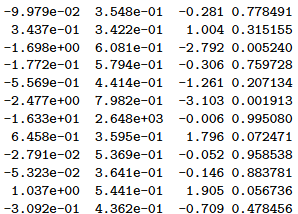 -9.979e-02 3.548e-01 -0.281 0.778491
3.437e-01 3.422e-01 1.004 0.315155
-1.698e+00 6.081e-01 -2.792 0.005240
-1.772e-01 5.794e-01 -0.306 0.759728
-5.569e-01 4.414e-01 -1.261 0.207134
-2.477e+00 7.982e-01 -3.103 0.001913
-1.633e+01 2.648e+03 -0.006 0.995080
6.458e-01 3.595e-01 1.796 0.072471
-2.791e-02 5.369e-01 -0.052 0.958538
-5.323e-02 3.641e-01 -0.146 0.883781
1.037e+00 5.441e-01 1.905 0.056736
-3.092e-01 4.362e-01 -0.709 0.478456